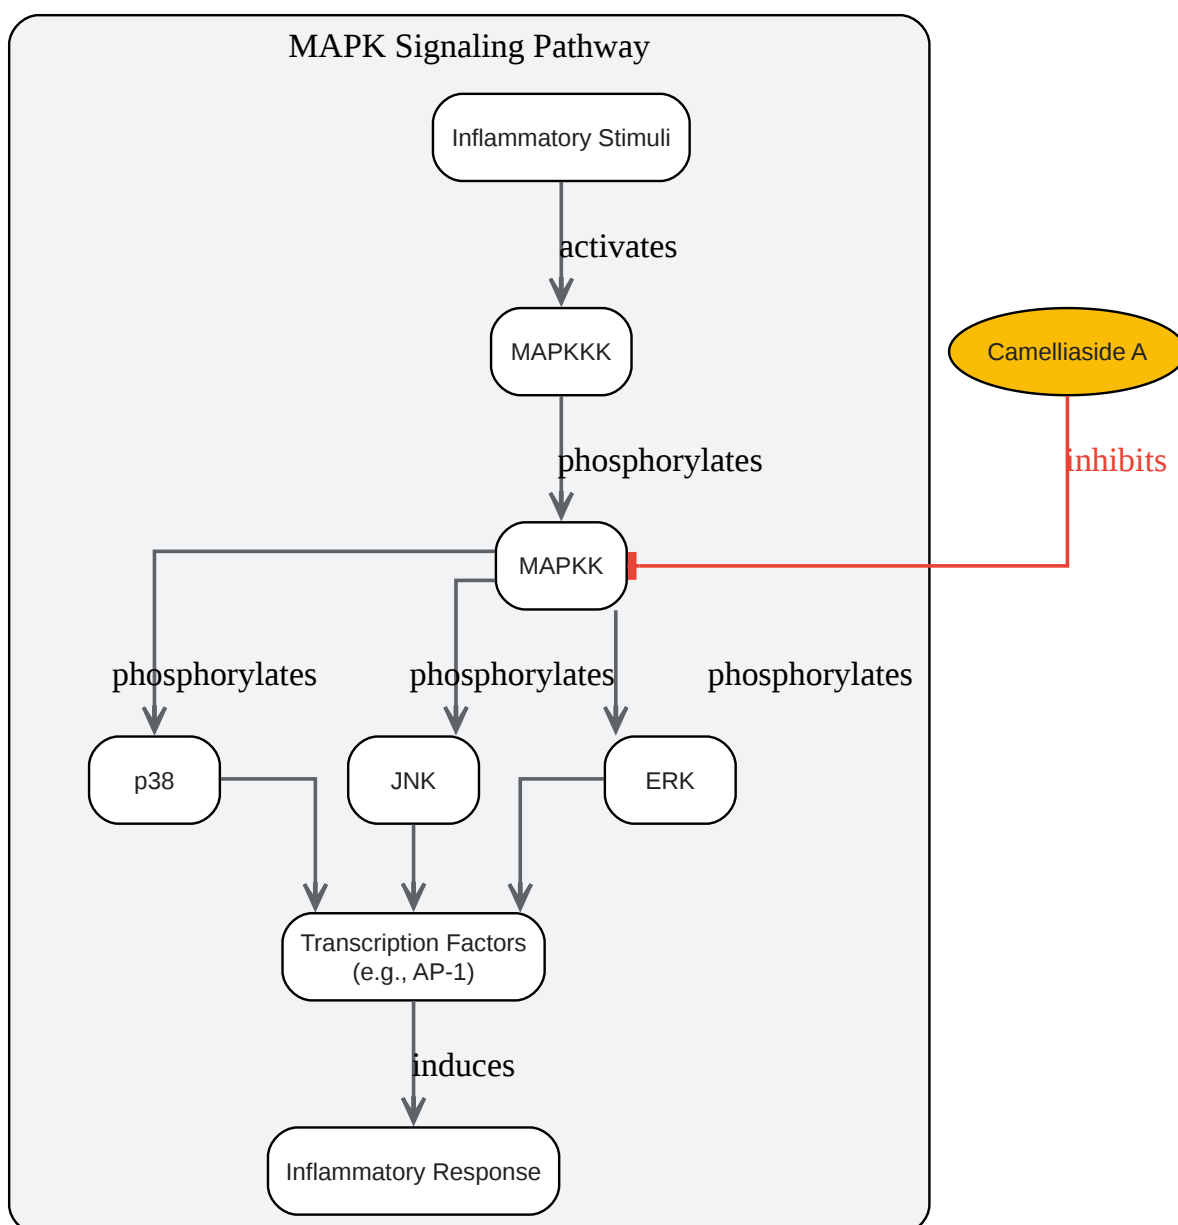 MAPK Signaling Pathway
Inflammatory Stimuli
activates
MAPKKK
Camelliaside A
phosphorylates
inhibits
MAPKK
phosphorylates
phosphorylates
phosphorylates
p38
JNK
ERK
Transcription Factors
(e.g., AP-1)
induces
Inflammatory Response